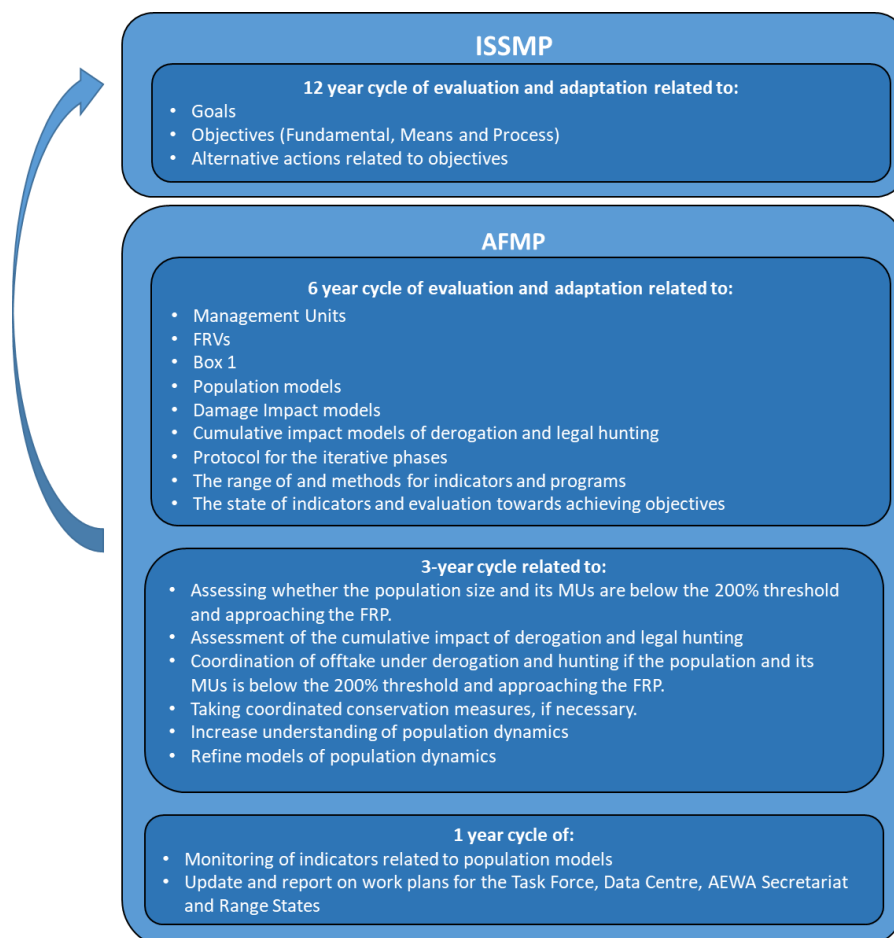 ISSMP
12 year cycle of evaluation and adaptation related to:
• Goals
• Objectives (Fundamental, Means and Process)
• Alternative actions related to objectives
AFMP
6 year cycle of evaluation and adaptation related to:
• Management Units
• FRVs
• Box 1
• Population models
• Damage Impact models
• Cumulative impact models of derogation and legal hunting
• Protocol for the iterative phases
• The range of and methods for indicators and programs
• The state of indicators and evaluation towards achieving objectives
3-year cycle related to:
• Assessing whether the population size and its MUs are below the 200% threshold
and approaching the FRP.
• Assessment of the cumulative impact of derogation and legal hunting
• Coordination of offtake under derogation and hunting if the population and its
MUs is below the 200% threshold and approaching the FRP.
• Taking coordinated conservation measures, if necessary.
• Increase understanding of population dynamics
• Refine models of population dynamics
1 year cycle of:
• Monitoring of indicators related to population models
• Update and report on work plans for the Task Force, Data Centre, AEWA Secretariat
and Range States